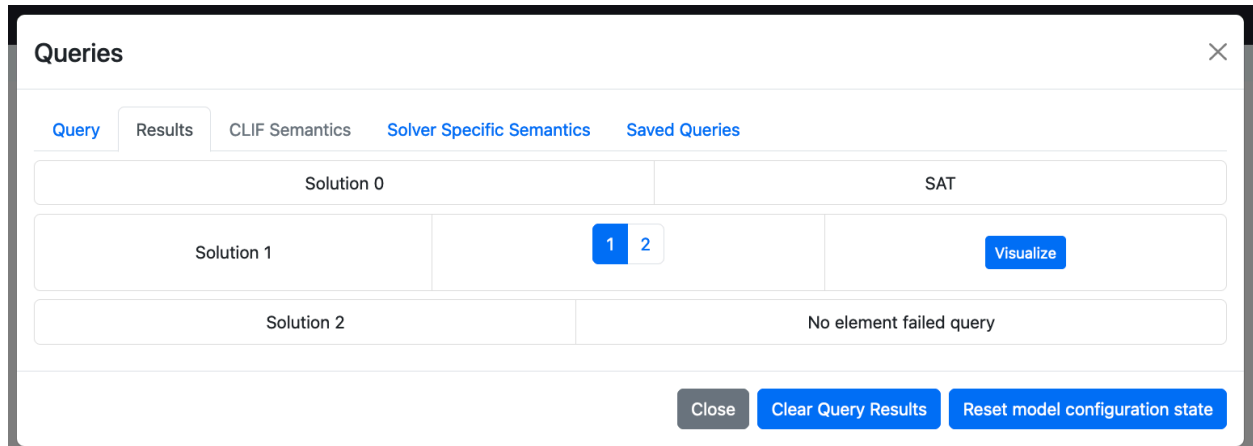 Queries
Query Results CLIF Semantics Solver Specific Semantics Saved Queries
Solution 0 SAT
Solution 1 1 2 Visualize
Solution 2 No element failed query
Close Clear Query Results Reset model configuration state